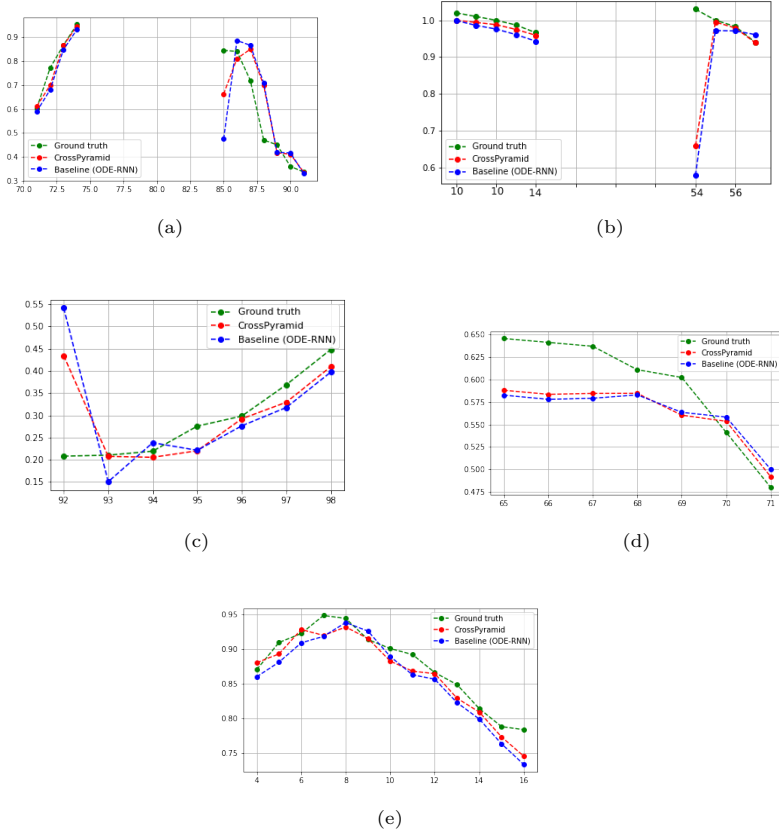 0.9
0.8
0.7
0.6
0.5
0.4
0.3
Ground truth
CrossPyramid
Baseline (ODE-RNN)
70.0 72.5 75.0 77.5 80.0 82.5 85.0 87.5 90.0
(a)
1.0
0.9
0.8
0.7
0.6
Ground truth
CrossPyramid
Baseline (ODE-RNN)
10 10 14 54 56
(b)
0.55
0.50
0.45
0.40
0.35
0.30
0.25
0.20
0.15
Ground truth
CrossPyramid
Baseline (ODE-RNN)
92 93 94 95 96 97 98
(c)
0.650
0.625
0.600
0.575
0.550
0.525
0.500
0.475
Ground truth
CrossPyramid
Baseline (ODE-RNN)
65 66 67 68 69 70 71
(d)
0.95
0.90
0.85
0.80
0.75
Ground truth
CrossPyramid
Baseline (ODE-RNN)
4 6 8 10 12 14 16
(e)